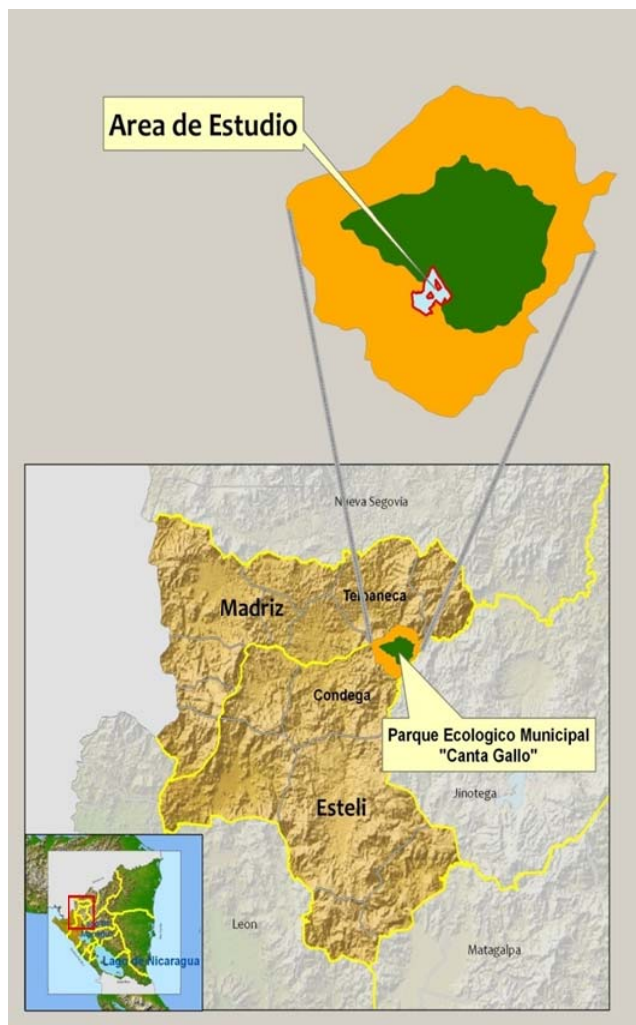 Area de Estudio
Nueva Segovia
Madriz
Telpaneca
Condega
Parque Ecologico Municipal
"Canta Gallo"
Jinotega
Esteli
Leon
Matagalpa
Lago de Nicaragua